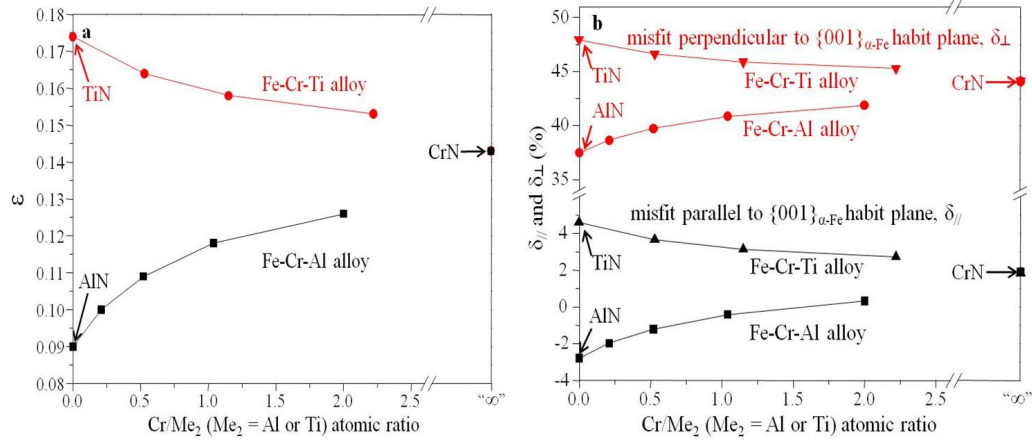 a
0.18
0.17
0.16
0.15
0.14
0.13
0.12
0.11
0.10
0.09
0.08
ε
TiN
Fe-Cr-Ti alloy
CrN
AlN
Fe-Cr-Al alloy
0.0 0.5 1.0 1.5 2.0 2.5 “∞”
Cr/Me₂ (Me₂ = Al or Ti) atomic ratio
b
50
45
40
35
4
2
0
-2
-4
δ// and δ⊥ (%)
misfit perpendicular to {001}α-Fe habit plane, δ⊥
TiN
Fe-Cr-Ti alloy
CrN
AlN
Fe-Cr-Al alloy
misfit parallel to {001}α-Fe habit plane, δ//
TiN
Fe-Cr-Ti alloy
CrN
AlN
Fe-Cr-Al alloy
0.0 0.5 1.0 1.5 2.0 2.5 “∞”
Cr/Me₂ (Me₂ = Al or Ti) atomic ratio